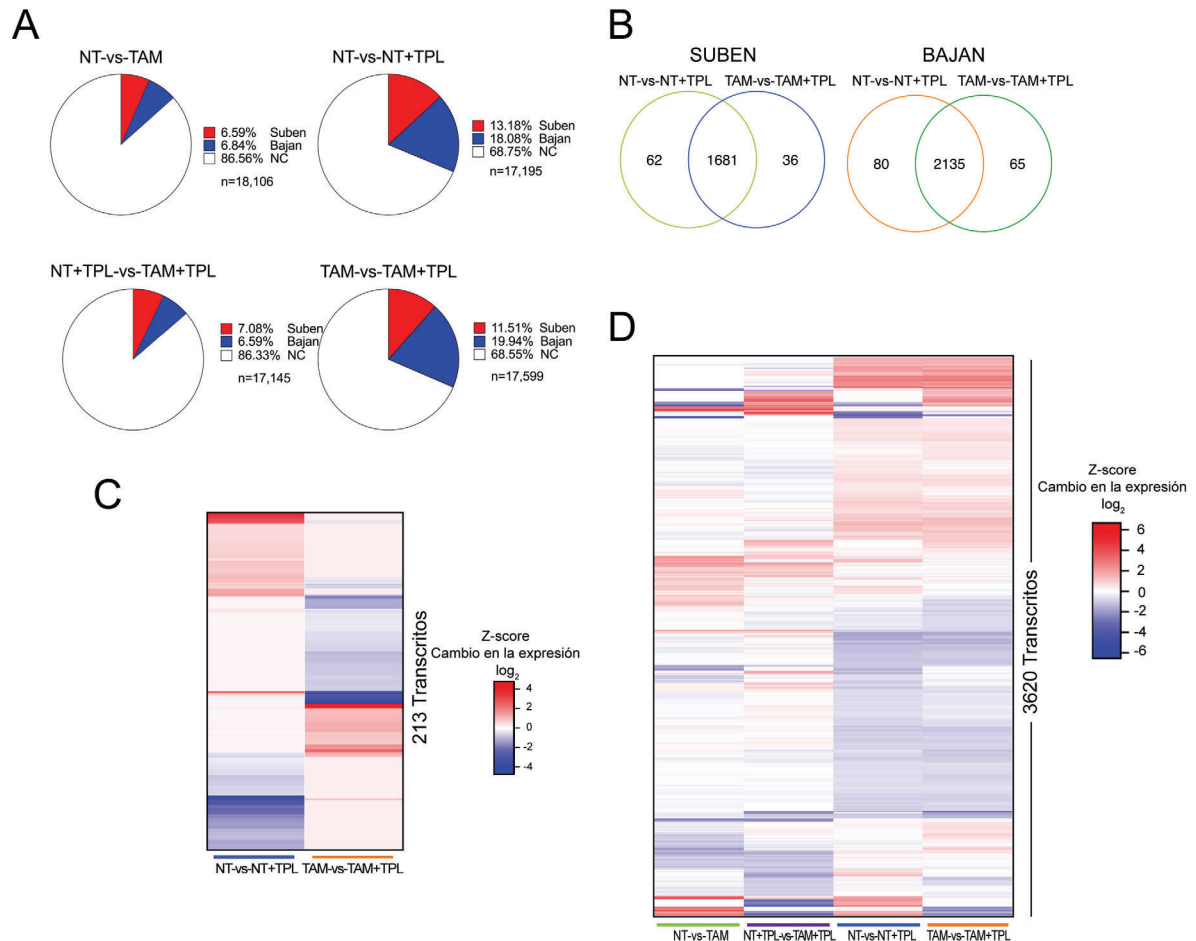 A
NT-vs-TAM
6.59% Suben
6.84% Bajan
86.56% NC
n=18,106
NT-vs-NT+TPL
13.18% Suben
18.08% Bajan
68.75% NC
n=17,195
NT+TPL-vs-TAM+TPL
7.08% Suben
6.59% Bajan
86.33% NC
n=17,145
TAM-vs-TAM+TPL
11.51% Suben
19.94% Bajan
68.55% NC
n=17,599
B
SUBEN
NT-vs-NT+TPL TAM-vs-TAM+TPL
62 1681 36
BAJAN
NT-vs-NT+TPL TAM-vs-TAM+TPL
80 2135 65
C
213 Transcritos
Z-score
Cambio en la expresión
log2
4
2
0
-2
-4
NT-vs-NT+TPL TAM-vs-TAM+TPL
D
3620 Transcritos
Z-score
Cambio en la expresión
log2
6
4
2
0
-2
-4
-6
NT-vs-TAM NT+TPL-vs-TAM+TPL NT-vs-NT+TPL TAM-vs-TAM+TPL